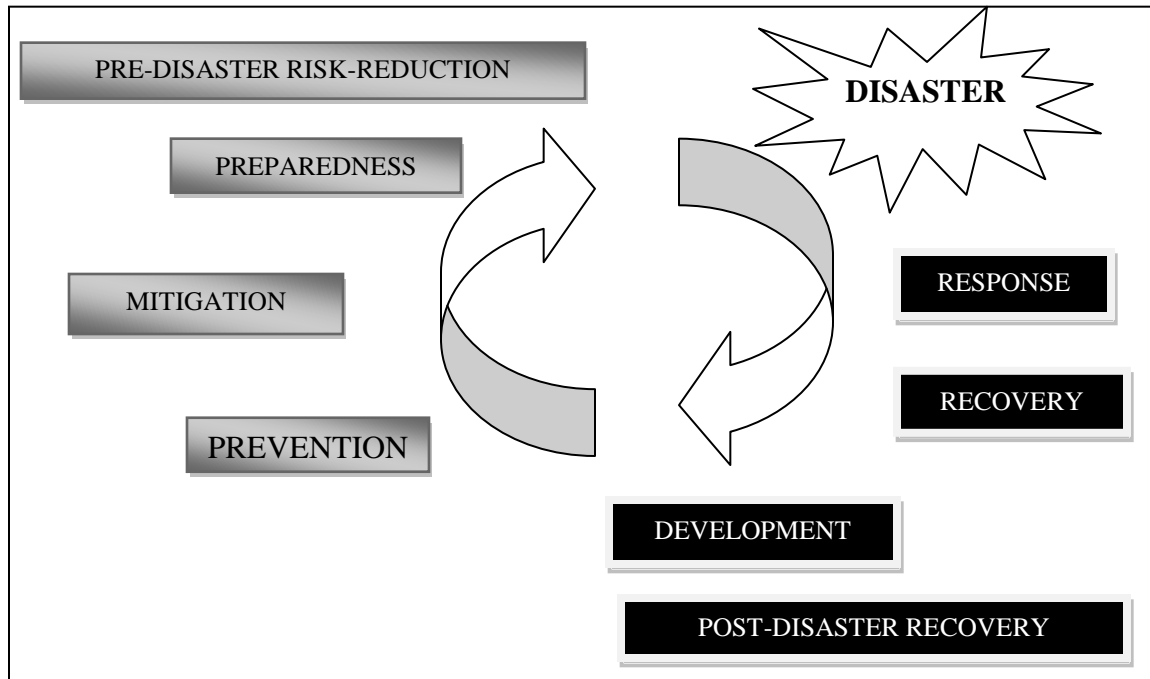 PRE-DISASTER RISK-REDUCTION
DISASTER
PREPAREDNESS
RESPONSE
MITIGATION
RECOVERY
PREVENTION
DEVELOPMENT
POST-DISASTER RECOVERY